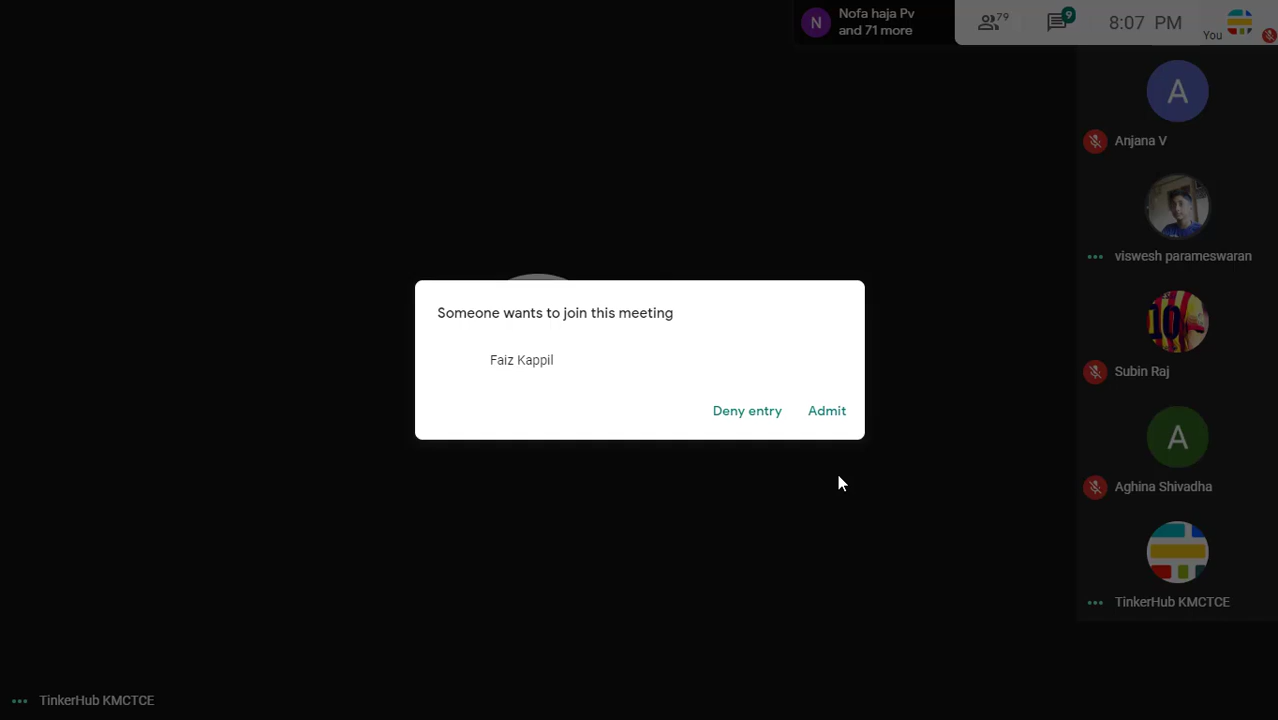 N
Nofa haja Pv
and 71 more
79
9
8:07 PM
You
A
Anjana V
viswesh parameswaran
10
Subin Raj
A
Aghina Shivadha
TinkerHub KMCTCE
Someone wants to join this meeting
Faiz Kappil
Deny entry Admit
TinkerHub KMCTCE